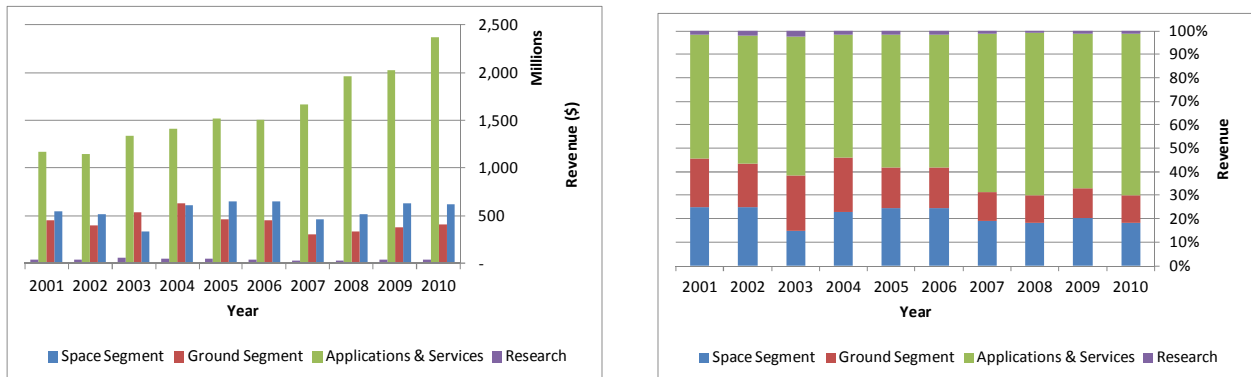 2,500
2,000
1,500
1,000
500
-
Millions
Revenue ($)
2001 2002 2003 2004 2005 2006 2007 2008 2009 2010
Year
Space Segment Ground Segment Applications & Services Research
100%
90%
80%
70%
60%
50%
40%
30%
20%
10%
0%
Revenue
2001 2002 2003 2004 2005 2006 2007 2008 2009 2010
Year
Space Segment Ground Segment Applications & Services Research